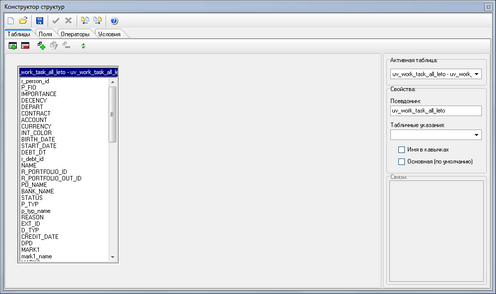 Конструктор структур
Таблицы
Поля
Операторы
Условия
_work_task_all_leto - uv_work_task_all_le
r_person_id
P_FIO
IMPORTANCE
DECENCY
DEPART
CONTRACT
ACCOUNT
CURRENCY
INT_COLOR
BIRTH_DATE
START_DATE
DEBT_DT
r_debt_id
NAME
R_PORTFOLIO_ID
R_PORTFOLIO_OUT_ID
PD_NAME
BANK_NAME
STATUS
P_TYP
p_typ_name
REASON
EXT_ID
D_TYP
CREDIT_DATE
DPD
MARK1
mark1_name
Активная таблица:
uv_work_task_all_leto - uv_work_
Свойства:
Псевдоним:
uv_work_task_all_leto
Табличные указания:
Имя в кавычках
Основная (по умолчанию)
Связи: